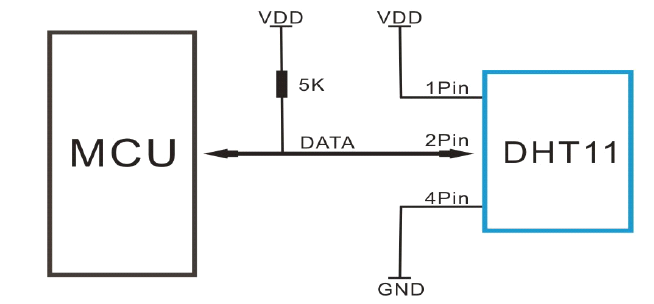 VDD
VDD
5K
1Pin
MCU
DATA
2Pin
DHT11
4Pin
GND